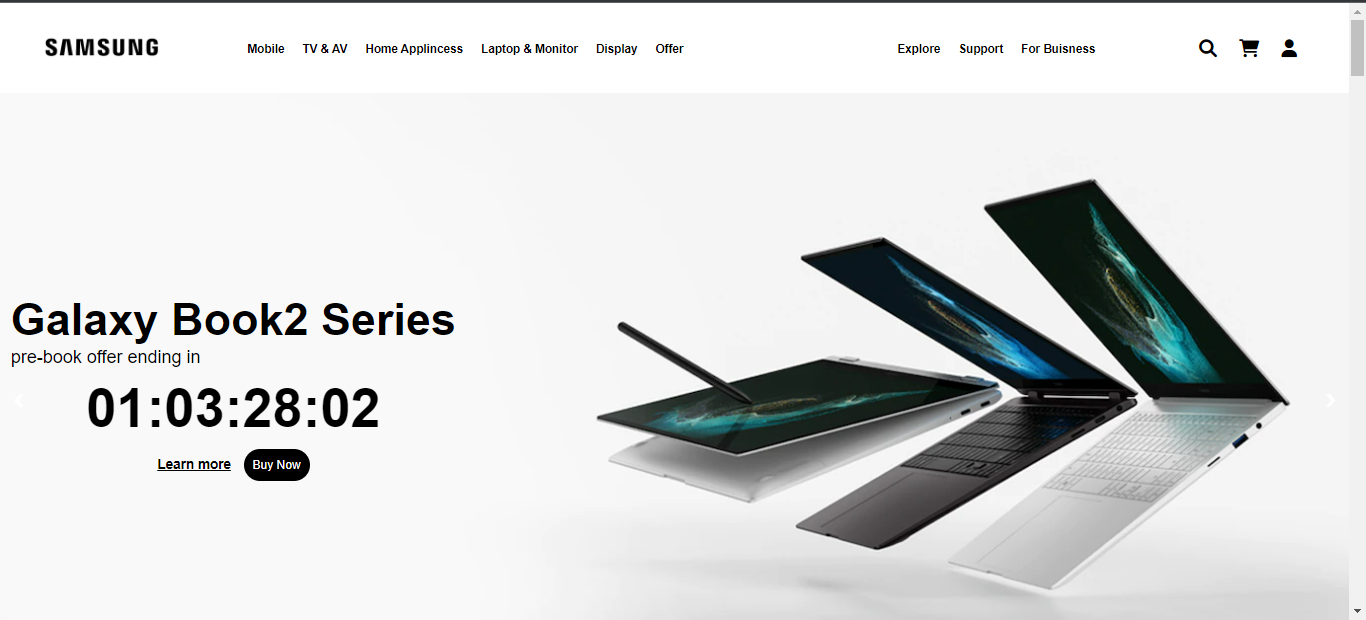 SAMSUNG Mobile TV & AV Home Applincess Laptop & Monitor Display Offer Explore Support For Buisness
Galaxy Book2 Series
pre-book offer ending in
01:03:28:02
Learn more Buy Now